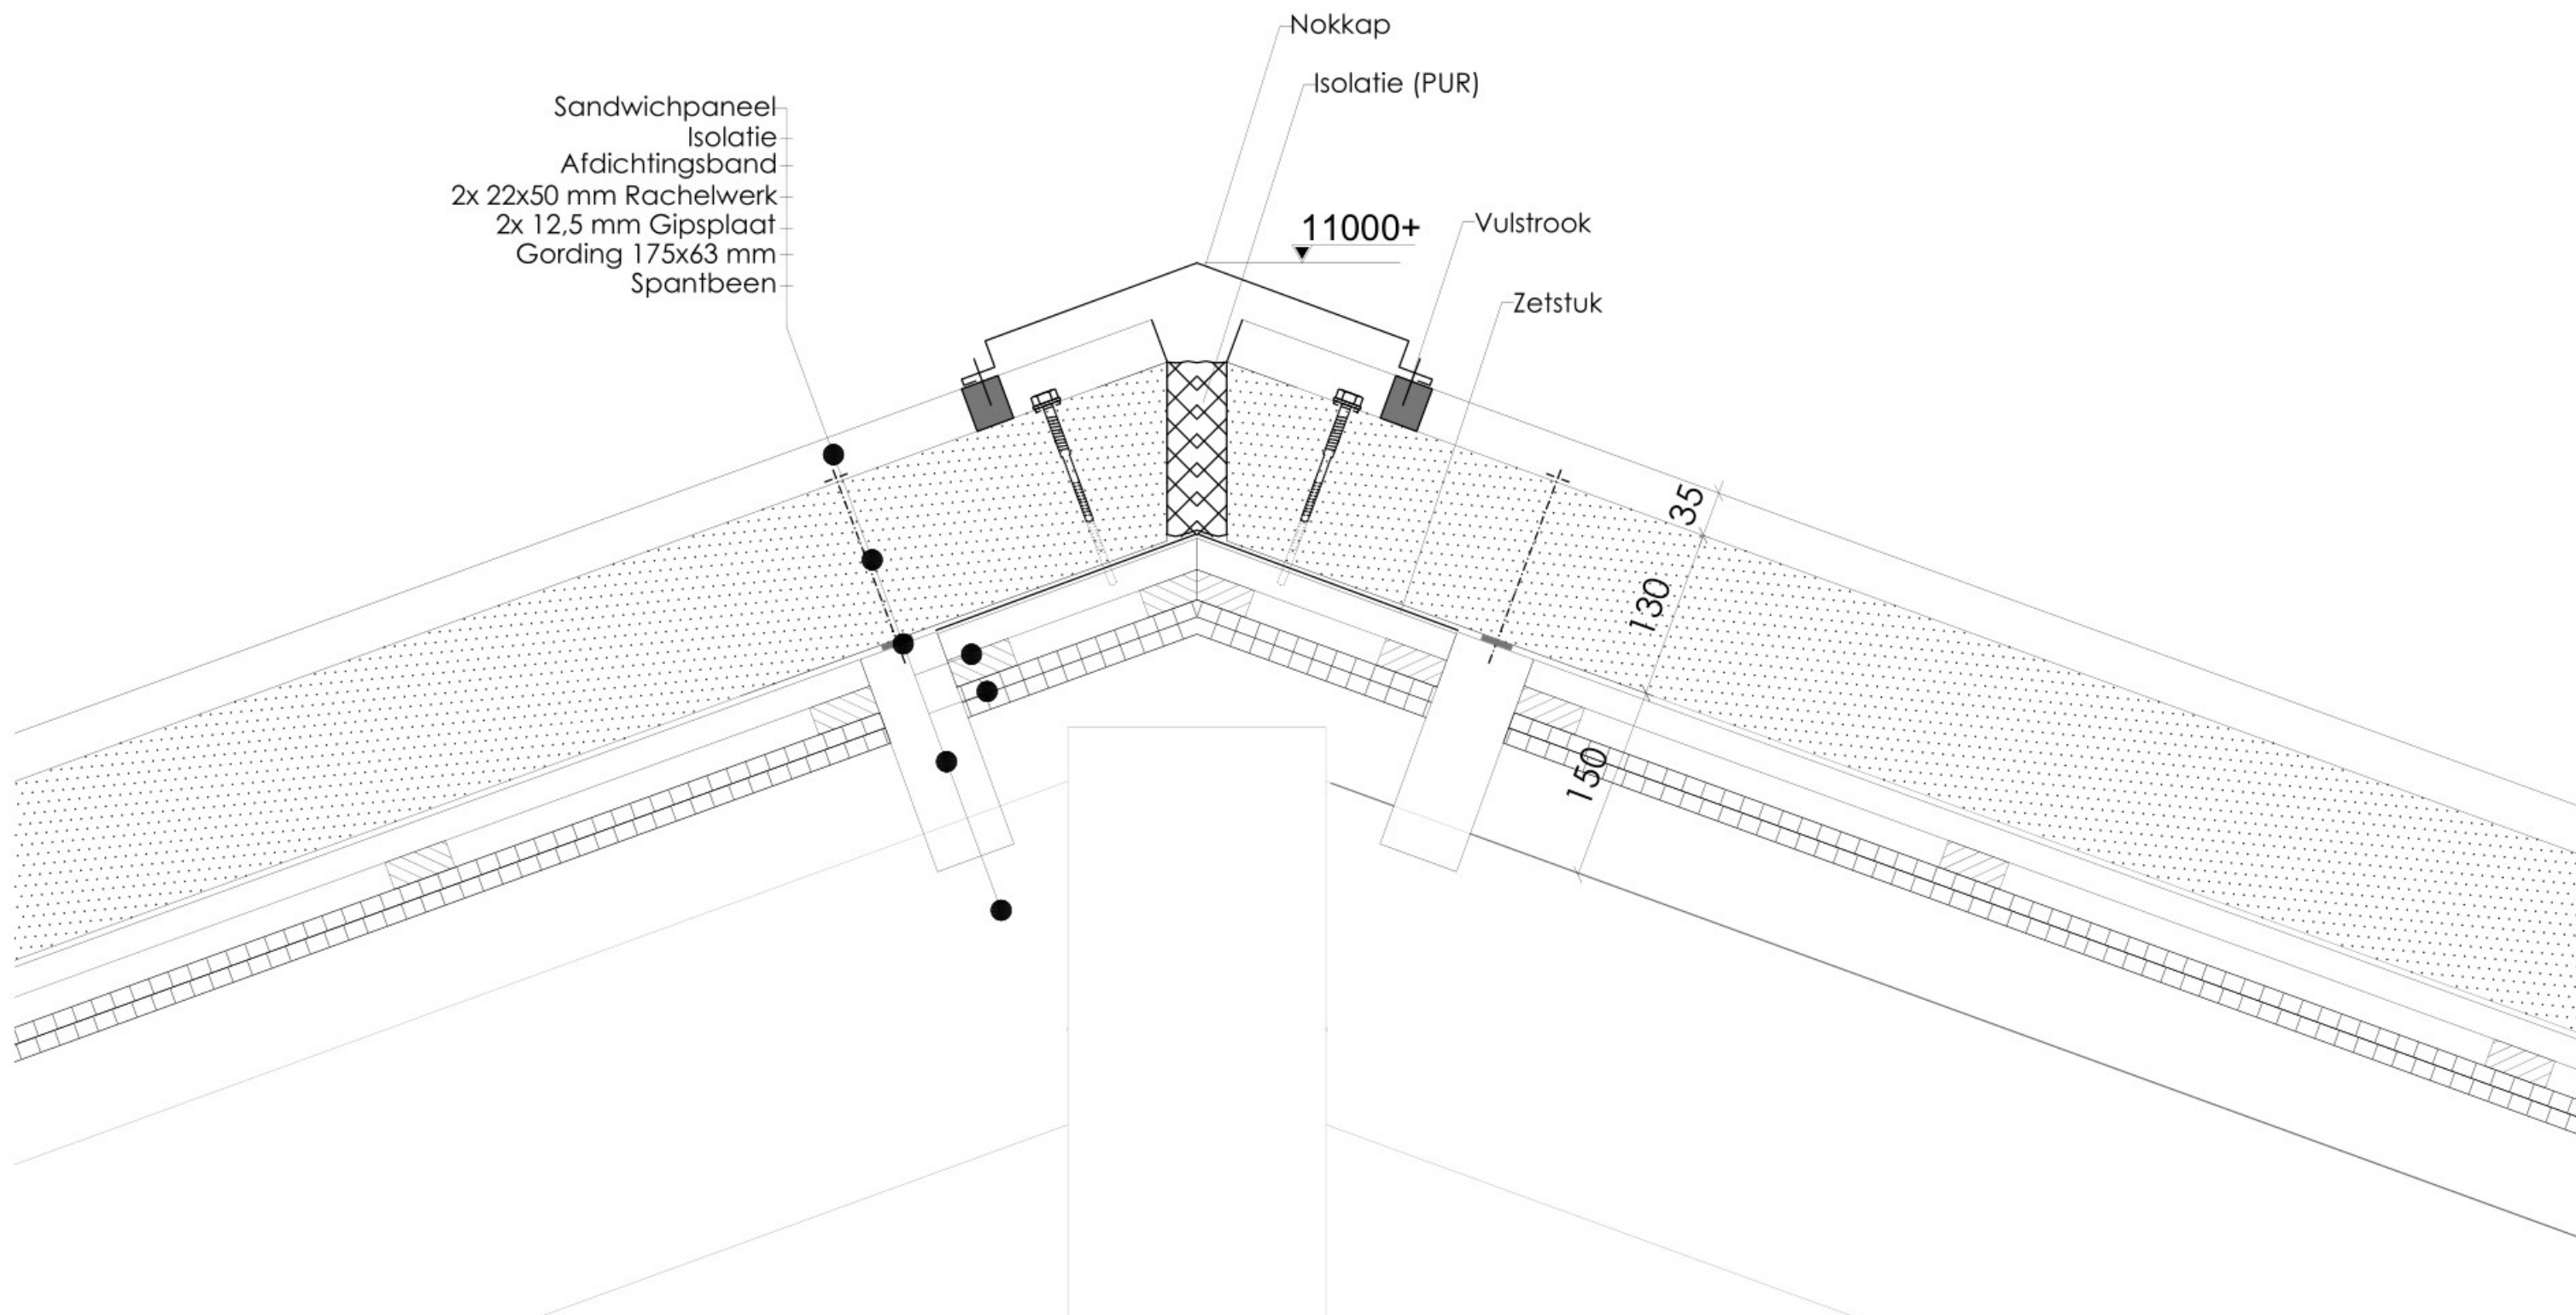 Nokkap
Isolatie (PUR)
Sandwichpaneel
Isolatie
Afdichtingsband
2x 22x50 mm Rachelwerk
2x 12,5 mm Gipsplaat
Gording 175x63 mm
Spantbeen
11000+
Vulstrook
Zetstuk
35
130
150